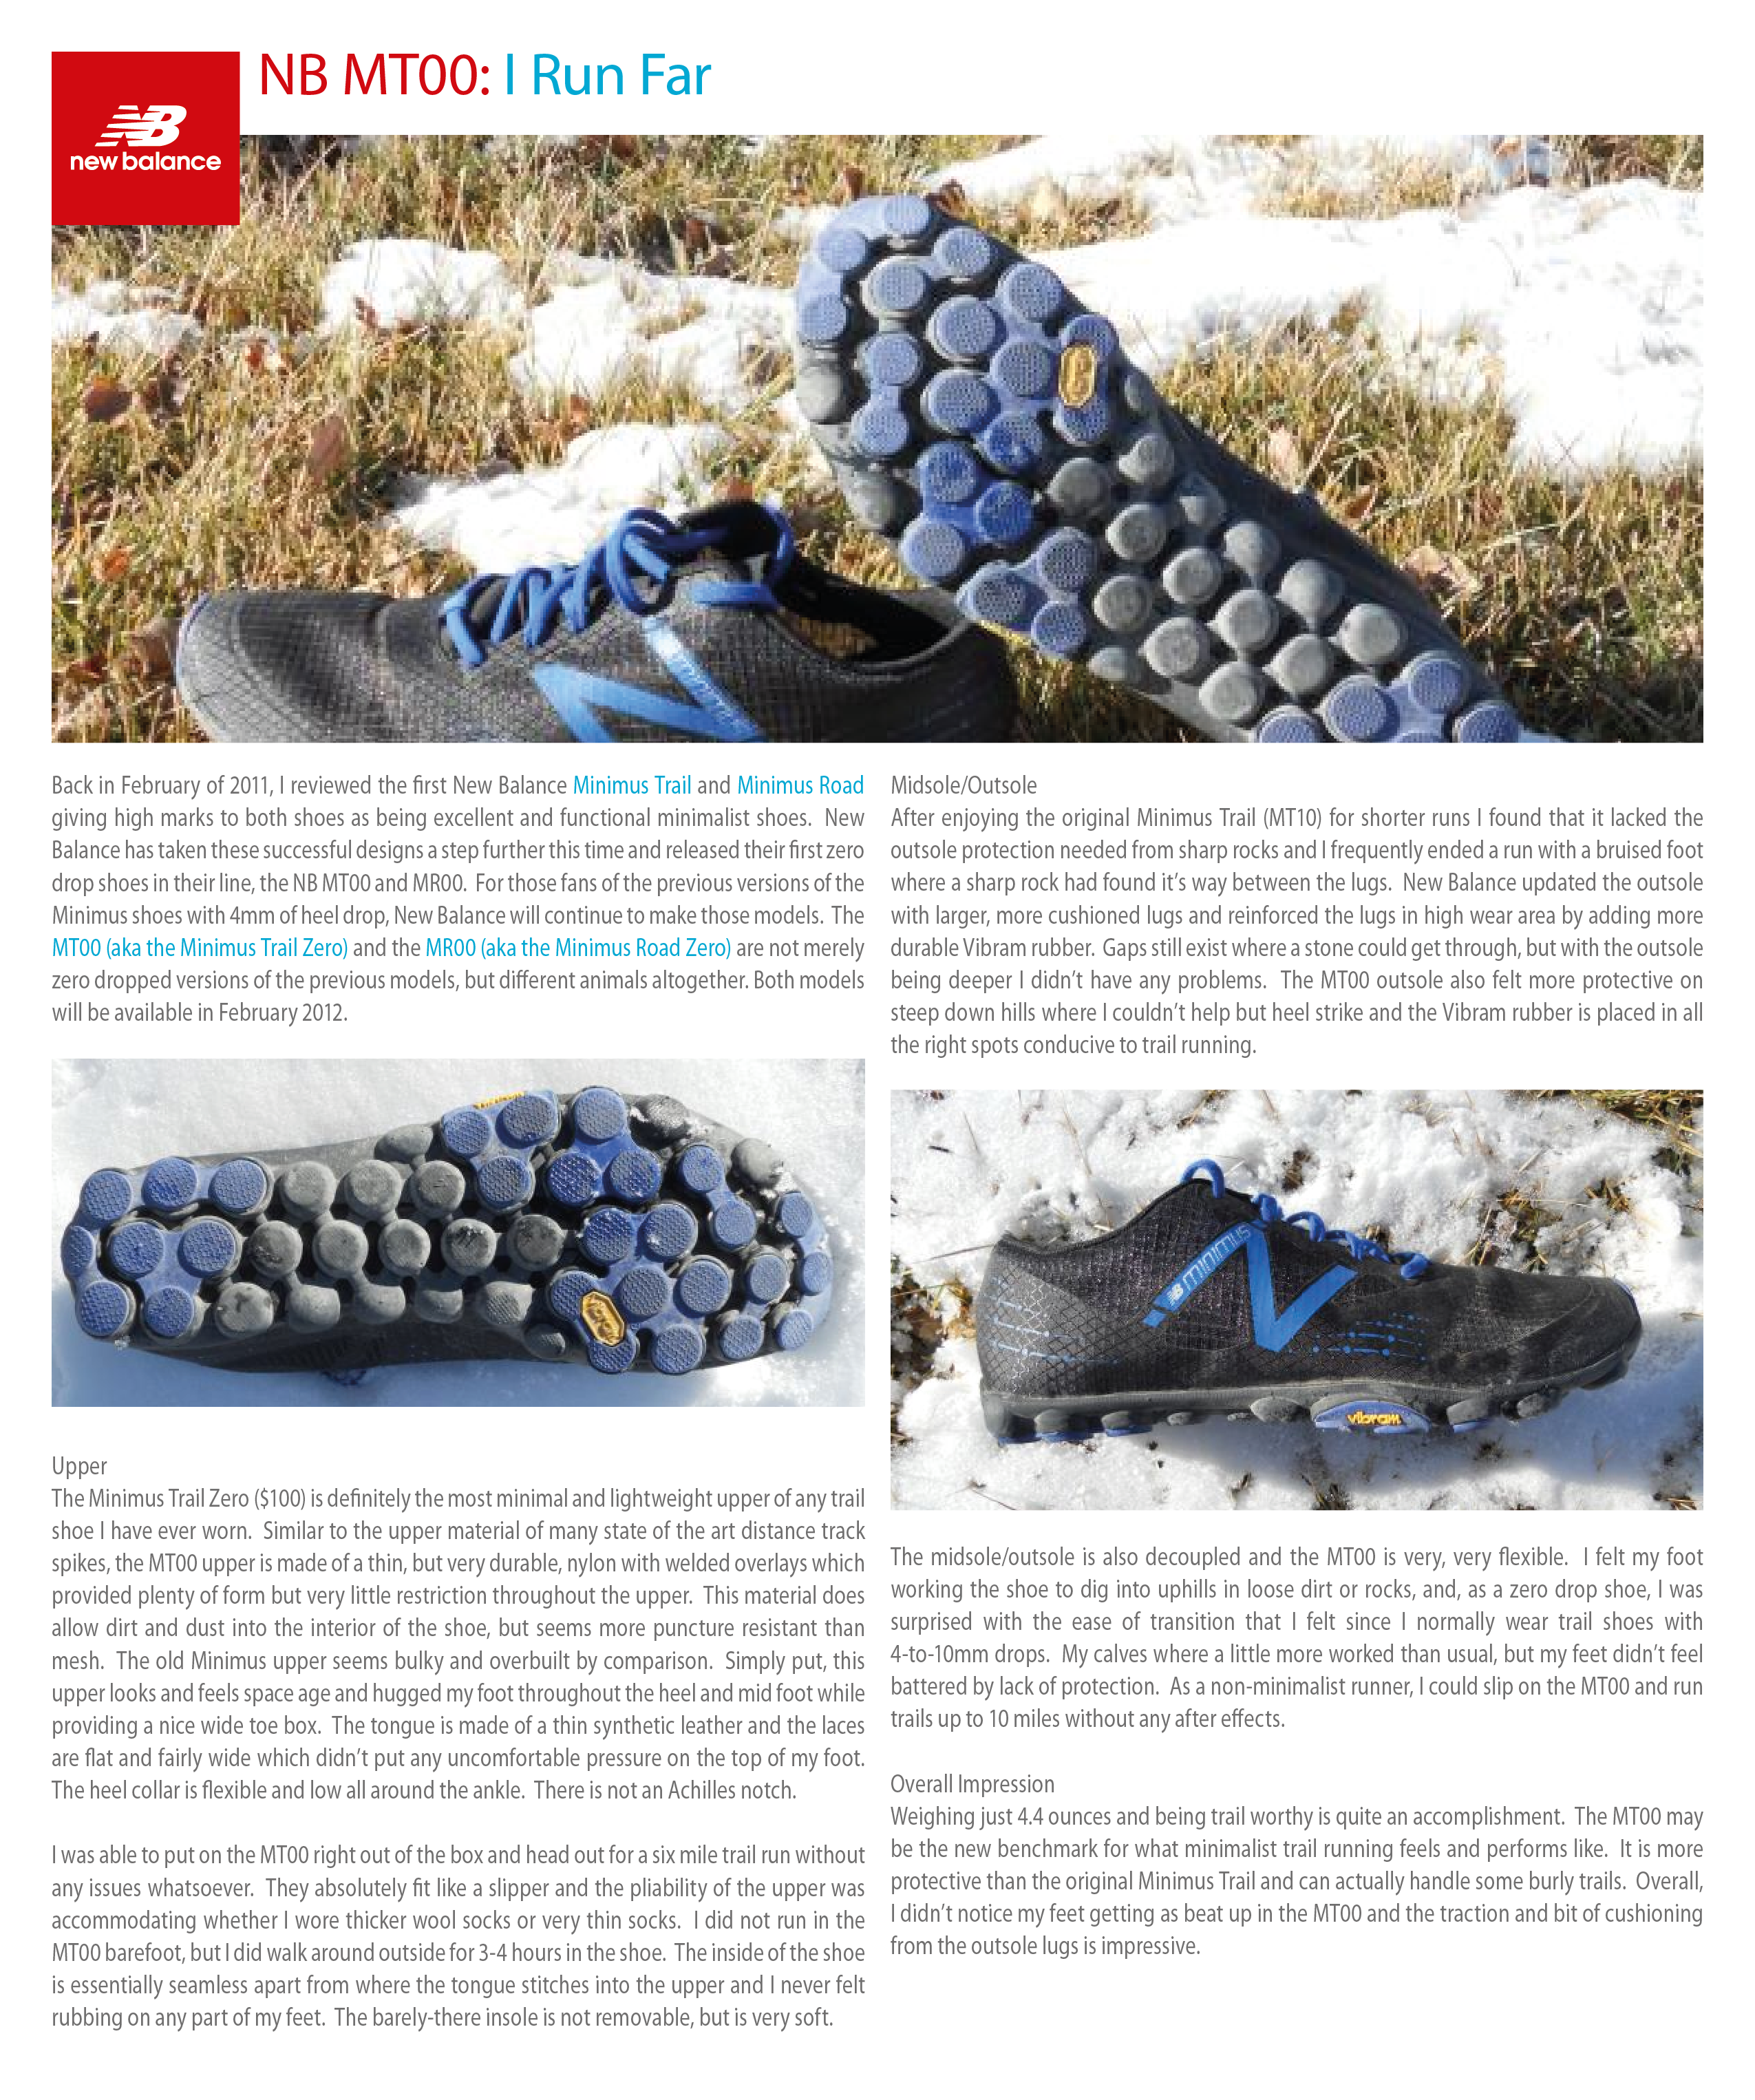 NB MT00: I Run Far
NB
new balance
Back in February of 2011, I reviewed the first New Balance Minimus Trail and Minimus Road
giving high marks to both shoes as being excellent and functional minimalist shoes.  New
Balance has taken these successful designs a step further this time and released their first zero
drop shoes in their line, the NB MT00 and MR00.  For those fans of the previous versions of the
Minimus shoes with 4mm of heel drop, New Balance will continue to make those models.  The
MT00 (aka the Minimus Trail Zero) and the MR00 (aka the Minimus Road Zero) are not merely
zero dropped versions of the previous models, but different animals altogether. Both models
will be available in February 2012.
vibram
Upper
The Minimus Trail Zero ($100) is definitely the most minimal and lightweight upper of any trail
shoe I have ever worn.  Similar to the upper material of many state of the art distance track
spikes, the MT00 upper is made of a thin, but very durable, nylon with welded overlays which
provided plenty of form but very little restriction throughout the upper.  This material does
allow dirt and dust into the interior of the shoe, but seems more puncture resistant than
mesh.  The old Minimus upper seems bulky and overbuilt by comparison.  Simply put, this
upper looks and feels space age and hugged my foot throughout the heel and mid foot while
providing a nice wide toe box.  The tongue is made of a thin synthetic leather and the laces
are flat and fairly wide which didn't put any uncomfortable pressure on the top of my foot.
The heel collar is flexible and low all around the ankle.  There is not an Achilles notch.
I was able to put on the MT00 right out of the box and head out for a six mile trail run without
any issues whatsoever.  They absolutely fit like a slipper and the pliability of the upper was
accommodating whether I wore thicker wool socks or very thin socks.  I did not run in the
MT00 barefoot, but I did walk around outside for 3-4 hours in the shoe.  The inside of the shoe
is essentially seamless apart from where the tongue stitches into the upper and I never felt
rubbing on any part of my feet.  The barely-there insole is not removable, but is very soft.
Midsole/Outsole
After enjoying the original Minimus Trail (MT10) for shorter runs I found that it lacked the
outsole protection needed from sharp rocks and I frequently ended a run with a bruised foot
where a sharp rock had found it's way between the lugs.  New Balance updated the outsole
with larger, more cushioned lugs and reinforced the lugs in high wear area by adding more
durable Vibram rubber.  Gaps still exist where a stone could get through, but with the outsole
being deeper I didn't have any problems.  The MT00 outsole also felt more protective on
steep down hills where I couldn't help but heel strike and the Vibram rubber is placed in all
the right spots conducive to trail running.
NB minimus
vibram
The midsole/outsole is also decoupled and the MT00 is very, very flexible.  I felt my foot
working the shoe to dig into uphills in loose dirt or rocks, and, as a zero drop shoe, I was
surprised with the ease of transition that I felt since I normally wear trail shoes with
4-to-10mm drops.  My calves where a little more worked than usual, but my feet didn't feel
battered by lack of protection.  As a non-minimalist runner, I could slip on the MT00 and run
trails up to 10 miles without any after effects.
Overall Impression
Weighing just 4.4 ounces and being trail worthy is quite an accomplishment.  The MT00 may
be the new benchmark for what minimalist trail running feels and performs like.  It is more
protective than the original Minimus Trail and can actually handle some burly trails.  Overall,
I didn't notice my feet getting as beat up in the MT00 and the traction and bit of cushioning
from the outsole lugs is impressive.